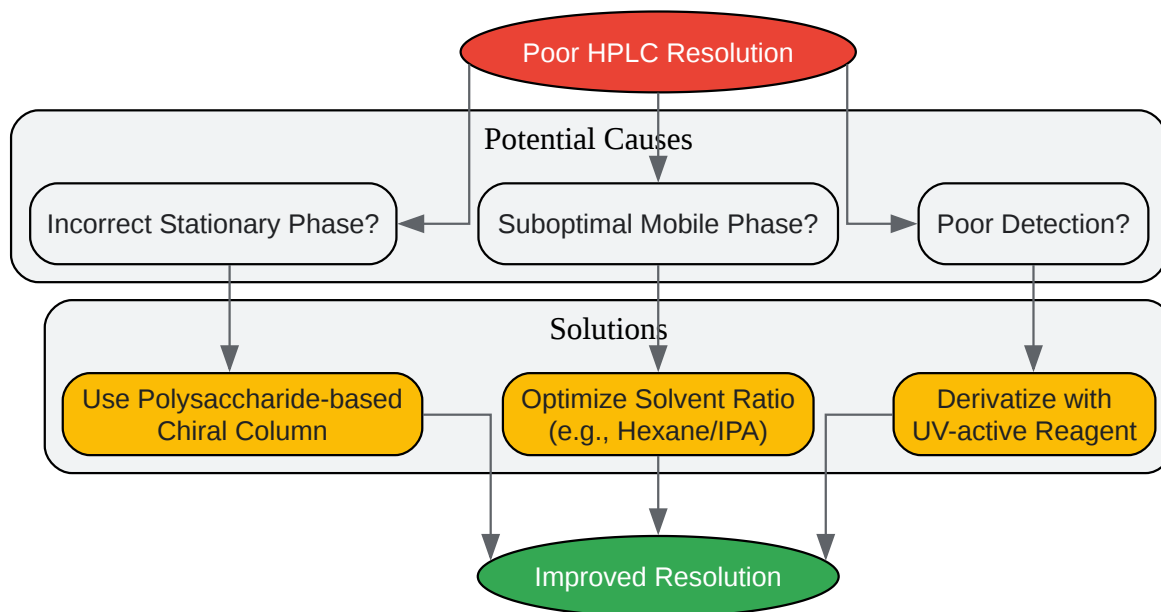 Poor HPLC Resolution
Potential Causes
Incorrect Stationary Phase?
Suboptimal Mobile Phase?
Poor Detection?
Solutions
Use Polysaccharide-based
Chiral Column
Optimize Solvent Ratio
(e.g., Hexane/IPA)
Derivatize with
UV-active Reagent
Improved Resolution